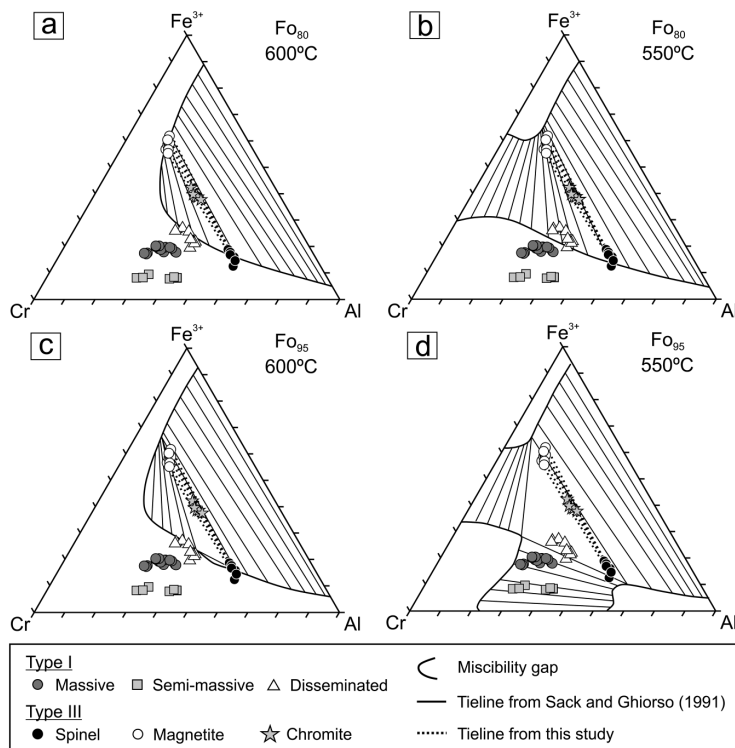 a
Fe3+
Fo80
600ºC
Cr
Al
b
Fe3+
Fo80
550ºC
Cr
Al
c
Fe3+
Fo95
600ºC
Cr
Al
d
Fe3+
Fo95
550ºC
Cr
Al
Type I
Massive
Semi-massive
Disseminated
Type III
Spinel
Magnetite
Chromite
Miscibility gap
Tieline from Sack and Ghiorso (1991)
Tieline from this study